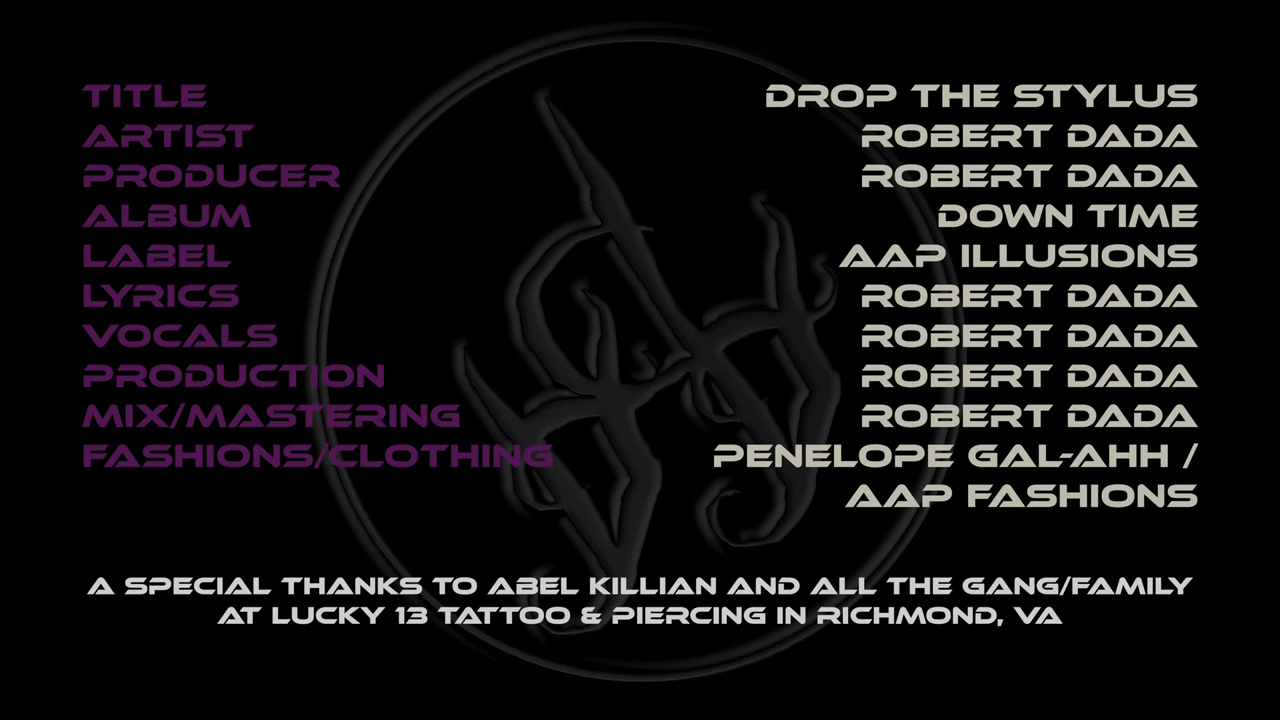 TITLE DROP THE STYLUS
ARTIST ROBERT DADA
PRODUCER ROBERT DADA
ALBUM DOWN TIME
LABEL AAP ILLUSIONS
LYRICS ROBERT DADA
VOCALS ROBERT DADA
PRODUCTION ROBERT DADA
MIX/MASTERING ROBERT DADA
FASHIONS/CLOTHING PENELOPE GAL-AHH /
AAP FASHIONS
A SPECIAL THANKS TO ABEL KILLIAN AND ALL THE GANG/FAMILY
AT LUCKY 13 TATTOO & PIERCING IN RICHMOND, VA